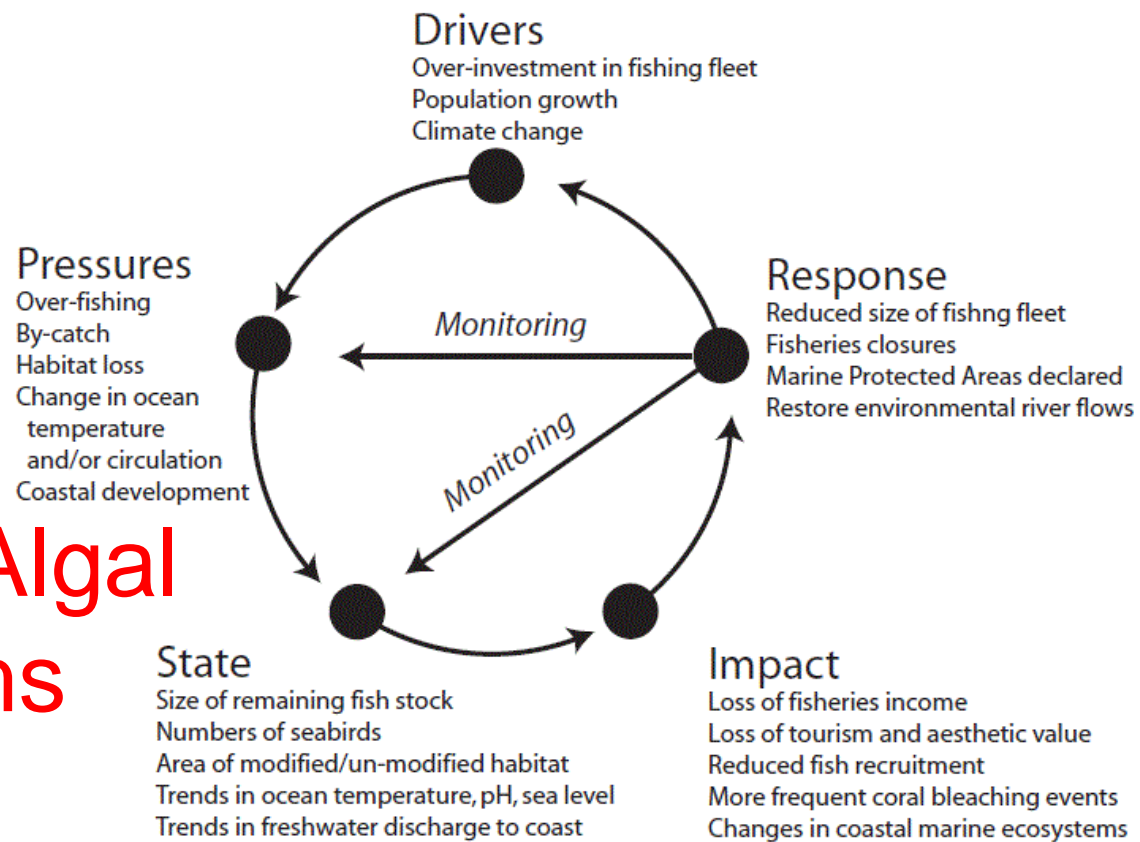 Drivers
Over-investment in fishing fleet
Population growth
Climate change
Pressures
Over-fishing
By-catch
Habitat loss
Change in ocean
temperature
and/or circulation
Coastal development
Monitoring
Monitoring
Response
Reduced size of fishng fleet
Fisheries closures
Marine Protected Areas declared
Restore environmental river flows
Algal
ns
State
Size of remaining fish stock
Numbers of seabirds
Area of modified/un-modified habitat
Trends in ocean temperature, pH, sea level
Trends in freshwater discharge to coast
Impact
Loss of fisheries income
Loss of tourism and aesthetic value
Reduced fish recruitment
More frequent coral bleaching events
Changes in coastal marine ecosystems